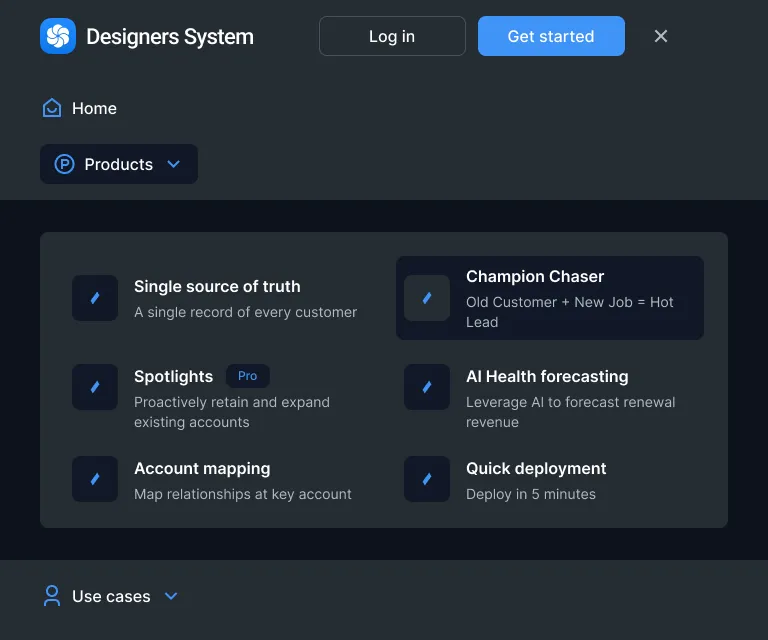 Designers System
Log in
Get started
Home
Products
Single source of truth
A single record of every customer
Champion Chaser
Old Customer + New Job = Hot
Lead
Spotlights Pro
Proactively retain and expand
existing accounts
AI Health forecasting
Leverage AI to forecast renewal
revenue
Account mapping
Map relationships at key account
Quick deployment
Deploy in 5 minutes
Use cases